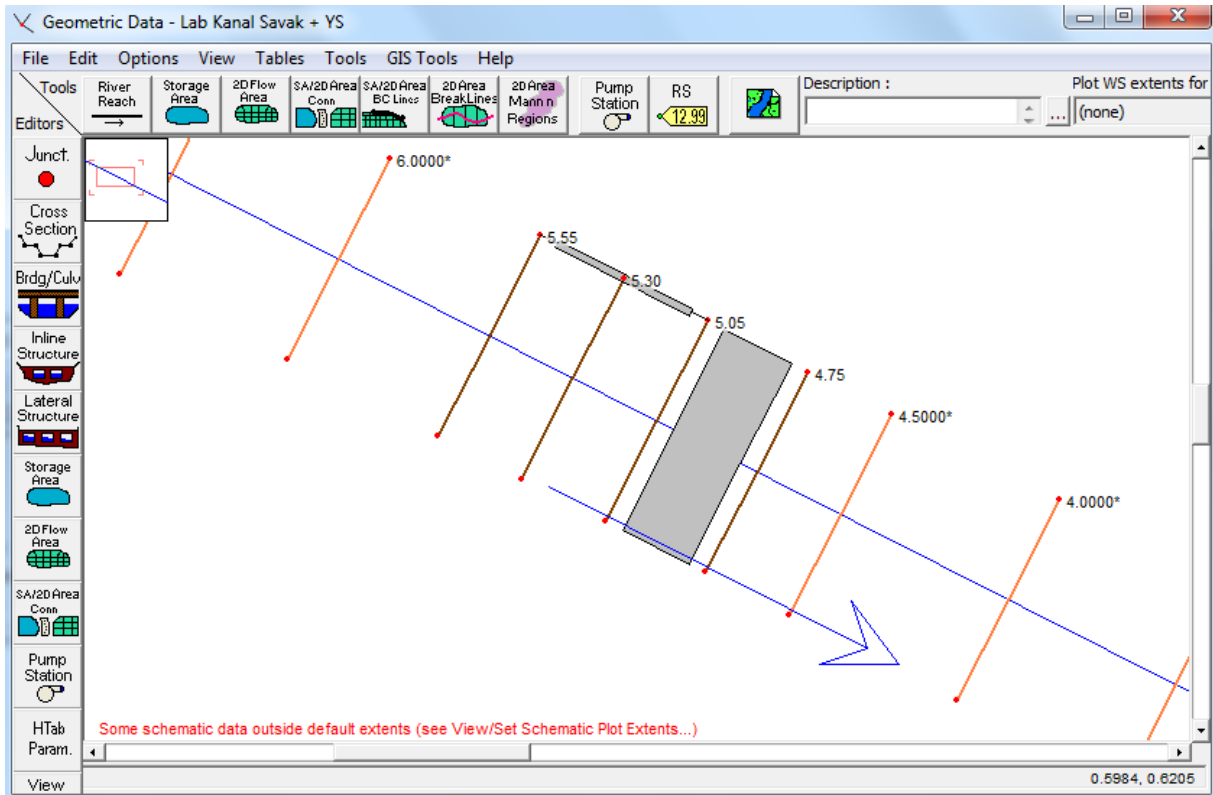 Geometric Data - Lab Kanal Savak + YS
File Edit Options View Tables Tools GIS Tools Help
Tools
Editors
River
Reach
Storage
Area
2D Flow
Area
SA/2D Area
Conn
SA/2D Area
BC Lines
2D Area
BreakLines
2D Area
Mann n
Regions
Pump
Station
RS
12.99
Description :
...
Plot WS extents for
(none)
Junct.
Cross
Section
Brdg/Culv
Inline
Structure
Lateral
Structure
Storage
Area
2D Flow
Area
SA/2D Area
Conn
Pump
Station
HTab
Param.
View
6.0000*
5.55
5.30
5.05
4.75
4.5000*
4.0000*
Some schematic data outside default extents (see View/Set Schematic Plot Extents...)
0.5984, 0.6205